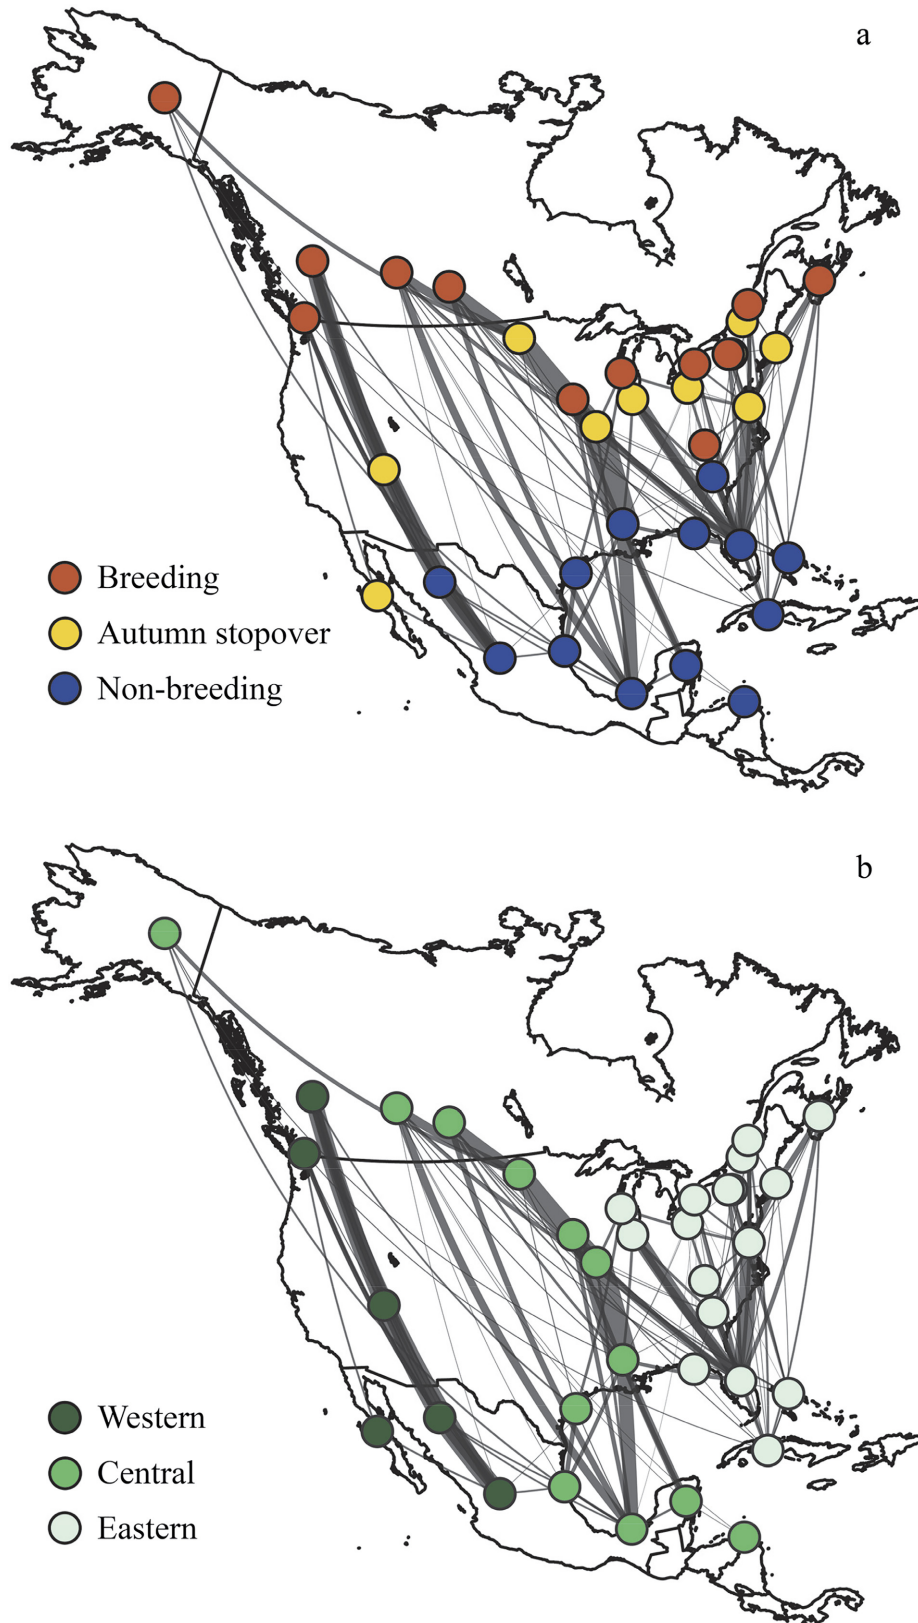 a
Breeding
Autumn stopover
Non-breeding
b
Western
Central
Eastern